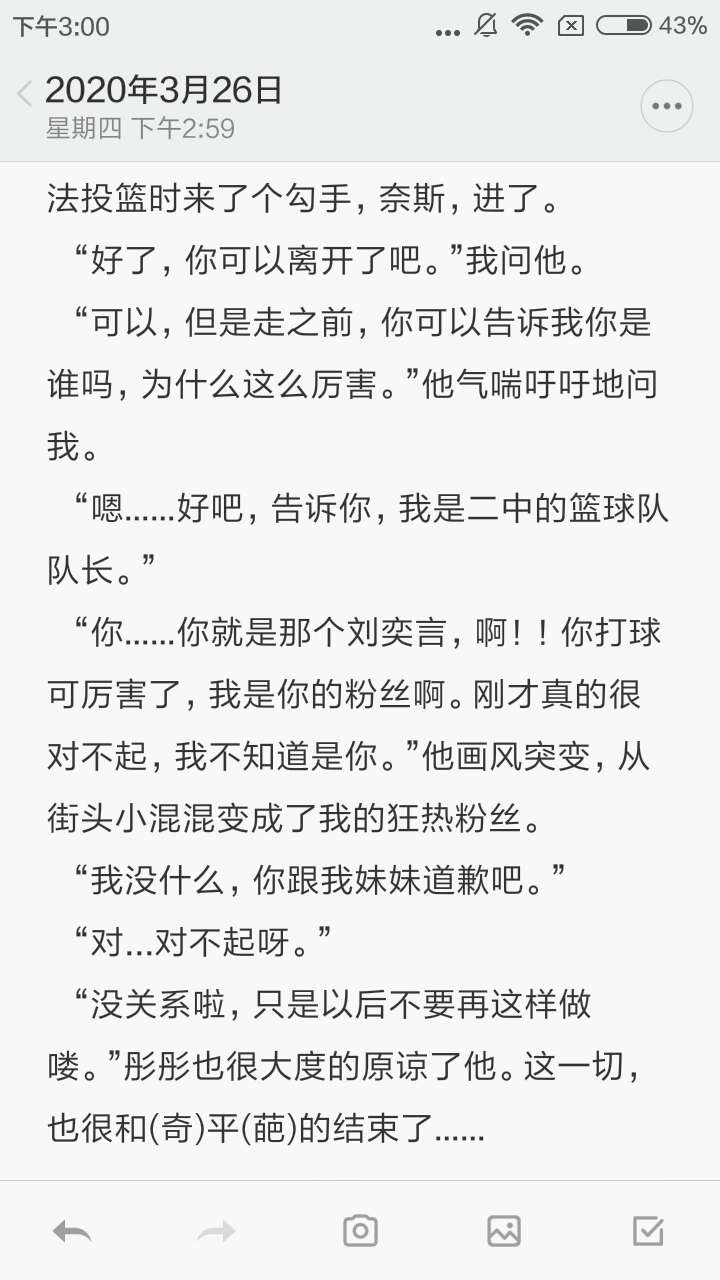 下午3:00
43%
2020年3月26日
星期四 下午2:59
法投篮时来了个勾手，奈斯，进了。
“好了，你可以离开了吧。”我问他。
“可以，但是走之前，你可以告诉我你是
谁吗，为什么这么厉害。”他气喘吁吁地问
我。
“嗯......好吧，告诉你，我是二中的篮球队
队长。”
“你......你就是那个刘奕言，啊！！你打球
可厉害了，我是你的粉丝啊。刚才真的很
对不起，我不知道是你。”他画风突变，从
街头小混混变成了我的狂热粉丝。
“我没什么，你跟我妹妹道歉吧。”
“对...对不起呀。”
“没关系啦，只是以后不要再这样做
喽。”彤彤也很大度的原谅了他。这一切，
也很和(奇)平(葩)的结束了......